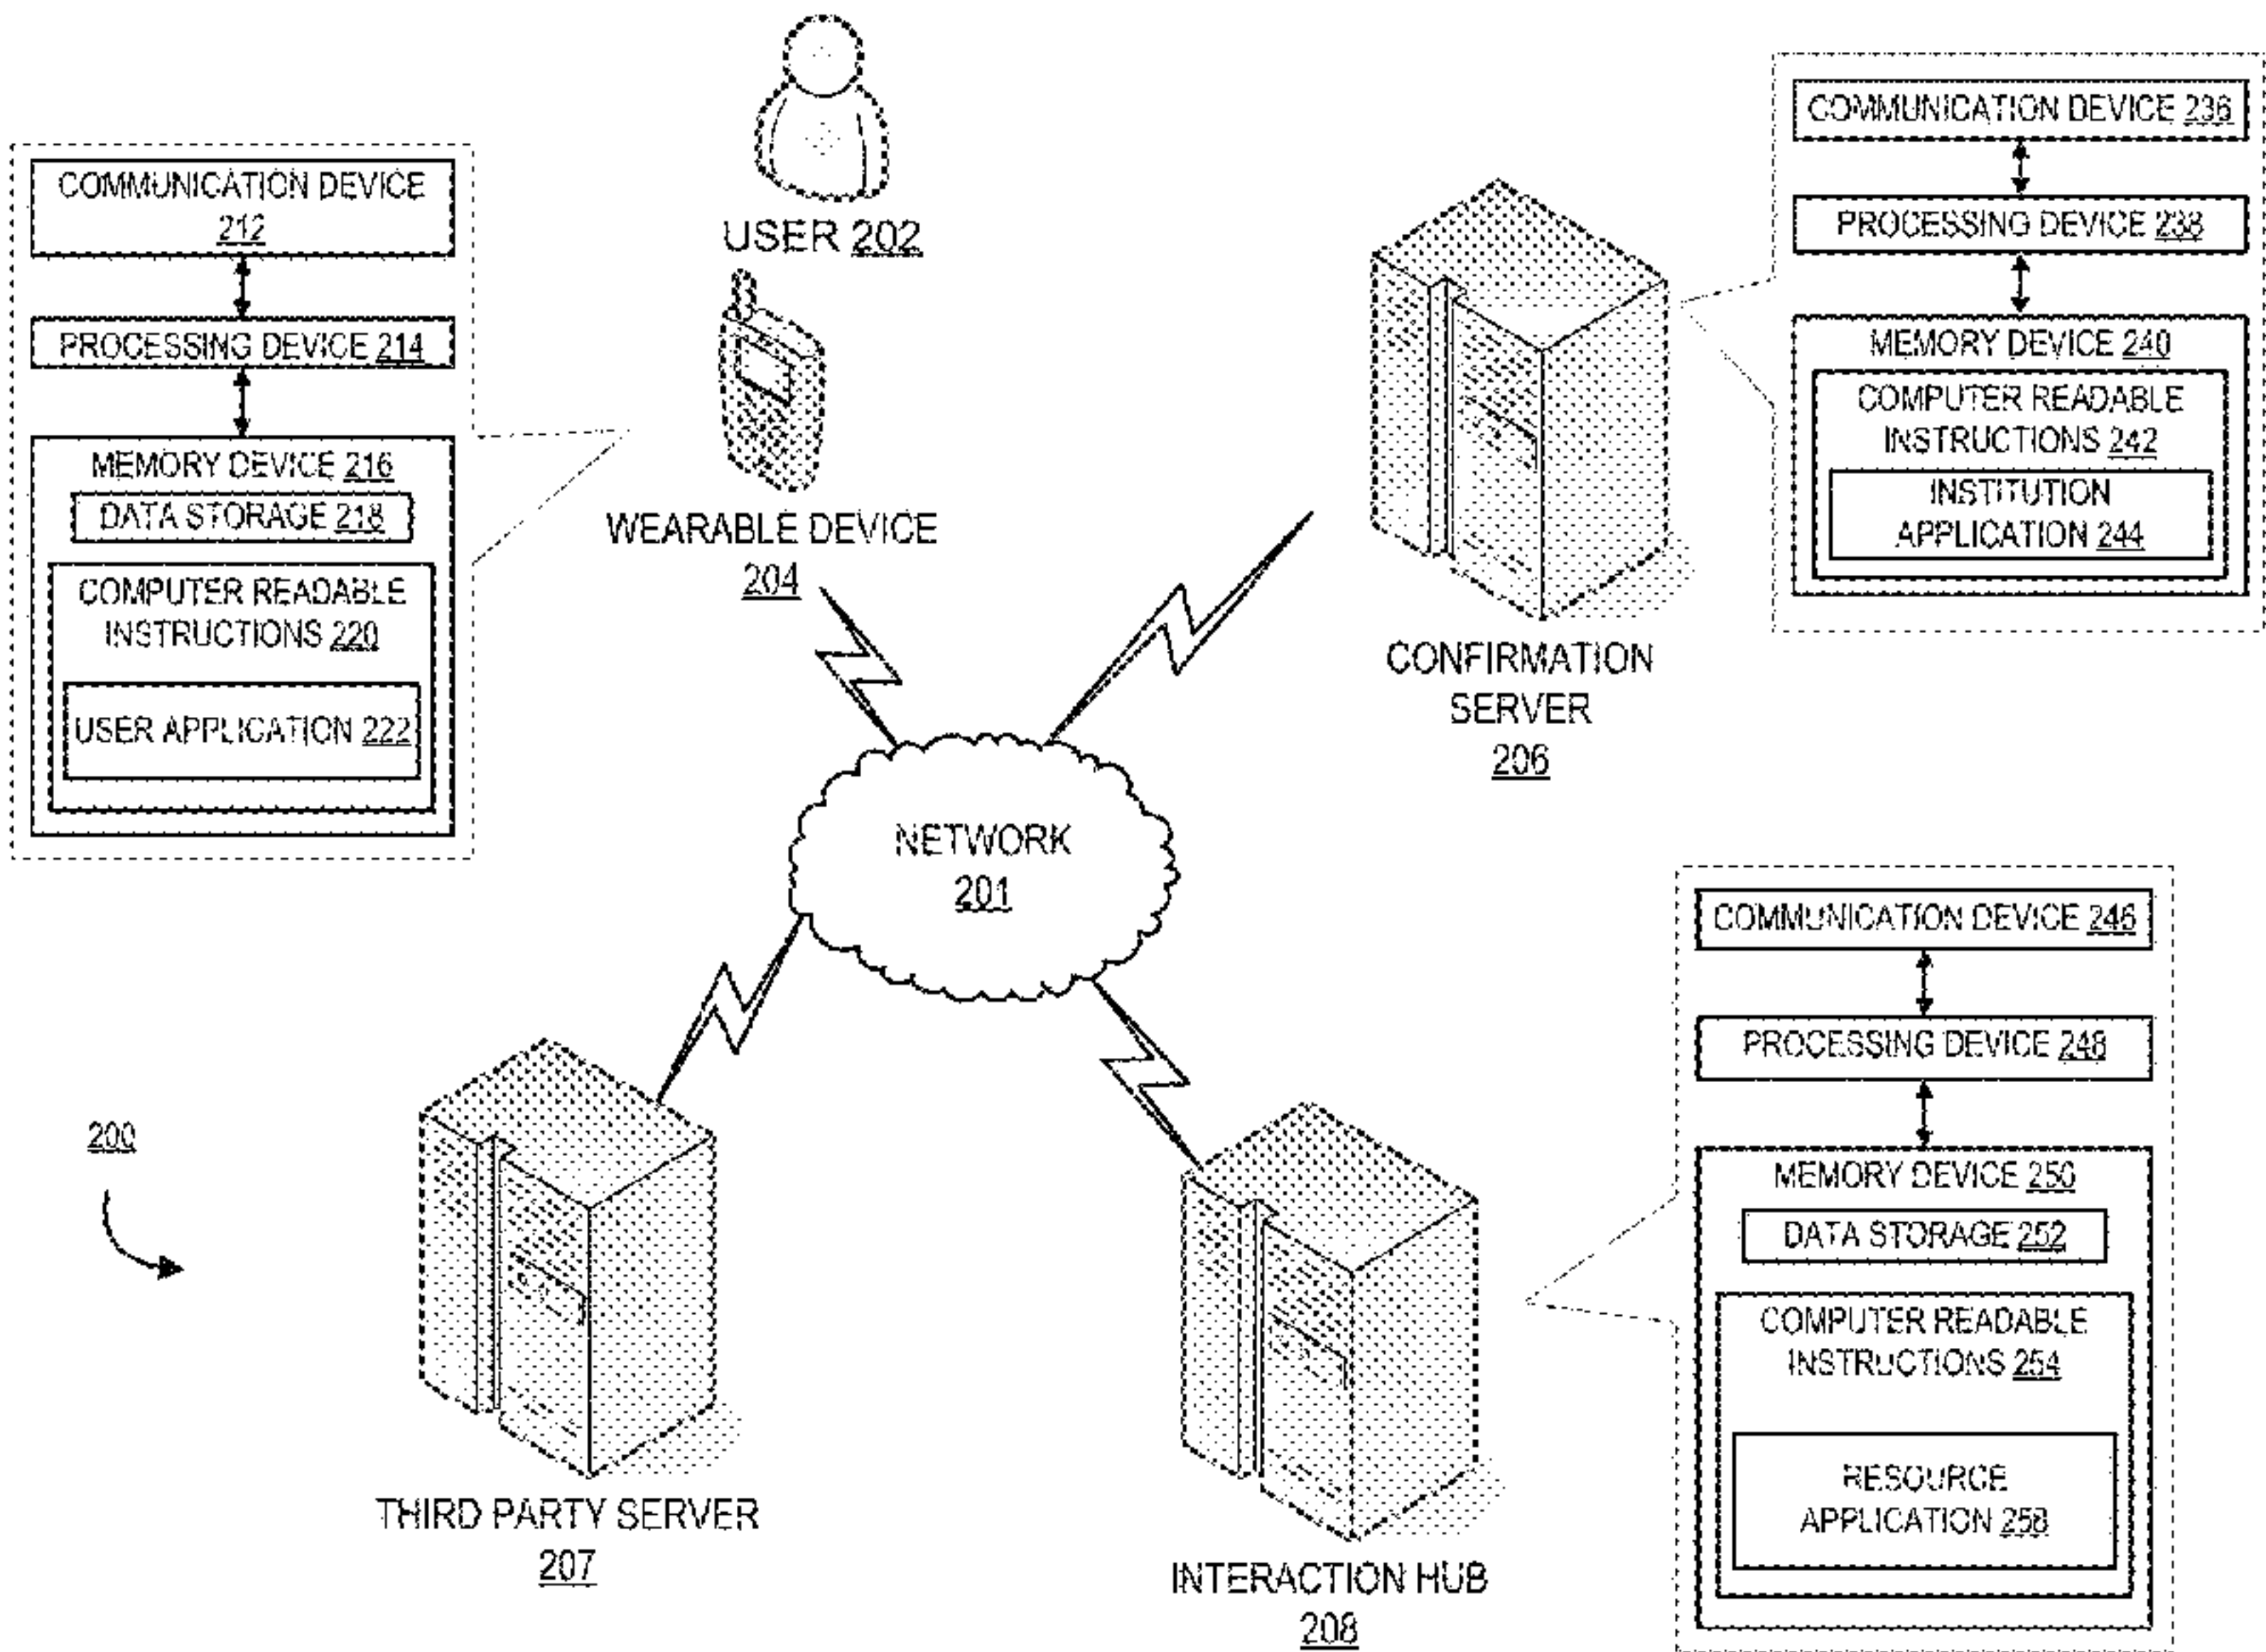 USER 202
COMMUNICATION DEVICE
212
PROCESSING DEVICE 214
MEMORY DEVICE 216
DATA STORAGE 218
COMPUTER READABLE
INSTRUCTIONS 220
USER APPLICATION 222
WEARABLE DEVICE
204
COMMUNICATION DEVICE 236
PROCESSING DEVICE 238
MEMORY DEVICE 240
COMPUTER READABLE
INSTRUCTIONS 242
INSTITUTION
APPLICATION 244
CONFIRMATION
SERVER
206
NETWORK
201
COMMUNICATION DEVICE 246
PROCESSING DEVICE 248
MEMORY DEVICE 250
DATA STORAGE 252
COMPUTER READABLE
INSTRUCTIONS 254
RESOURCE
APPLICATION 258
200
THIRD PARTY SERVER
207
INTERACTION HUB
208